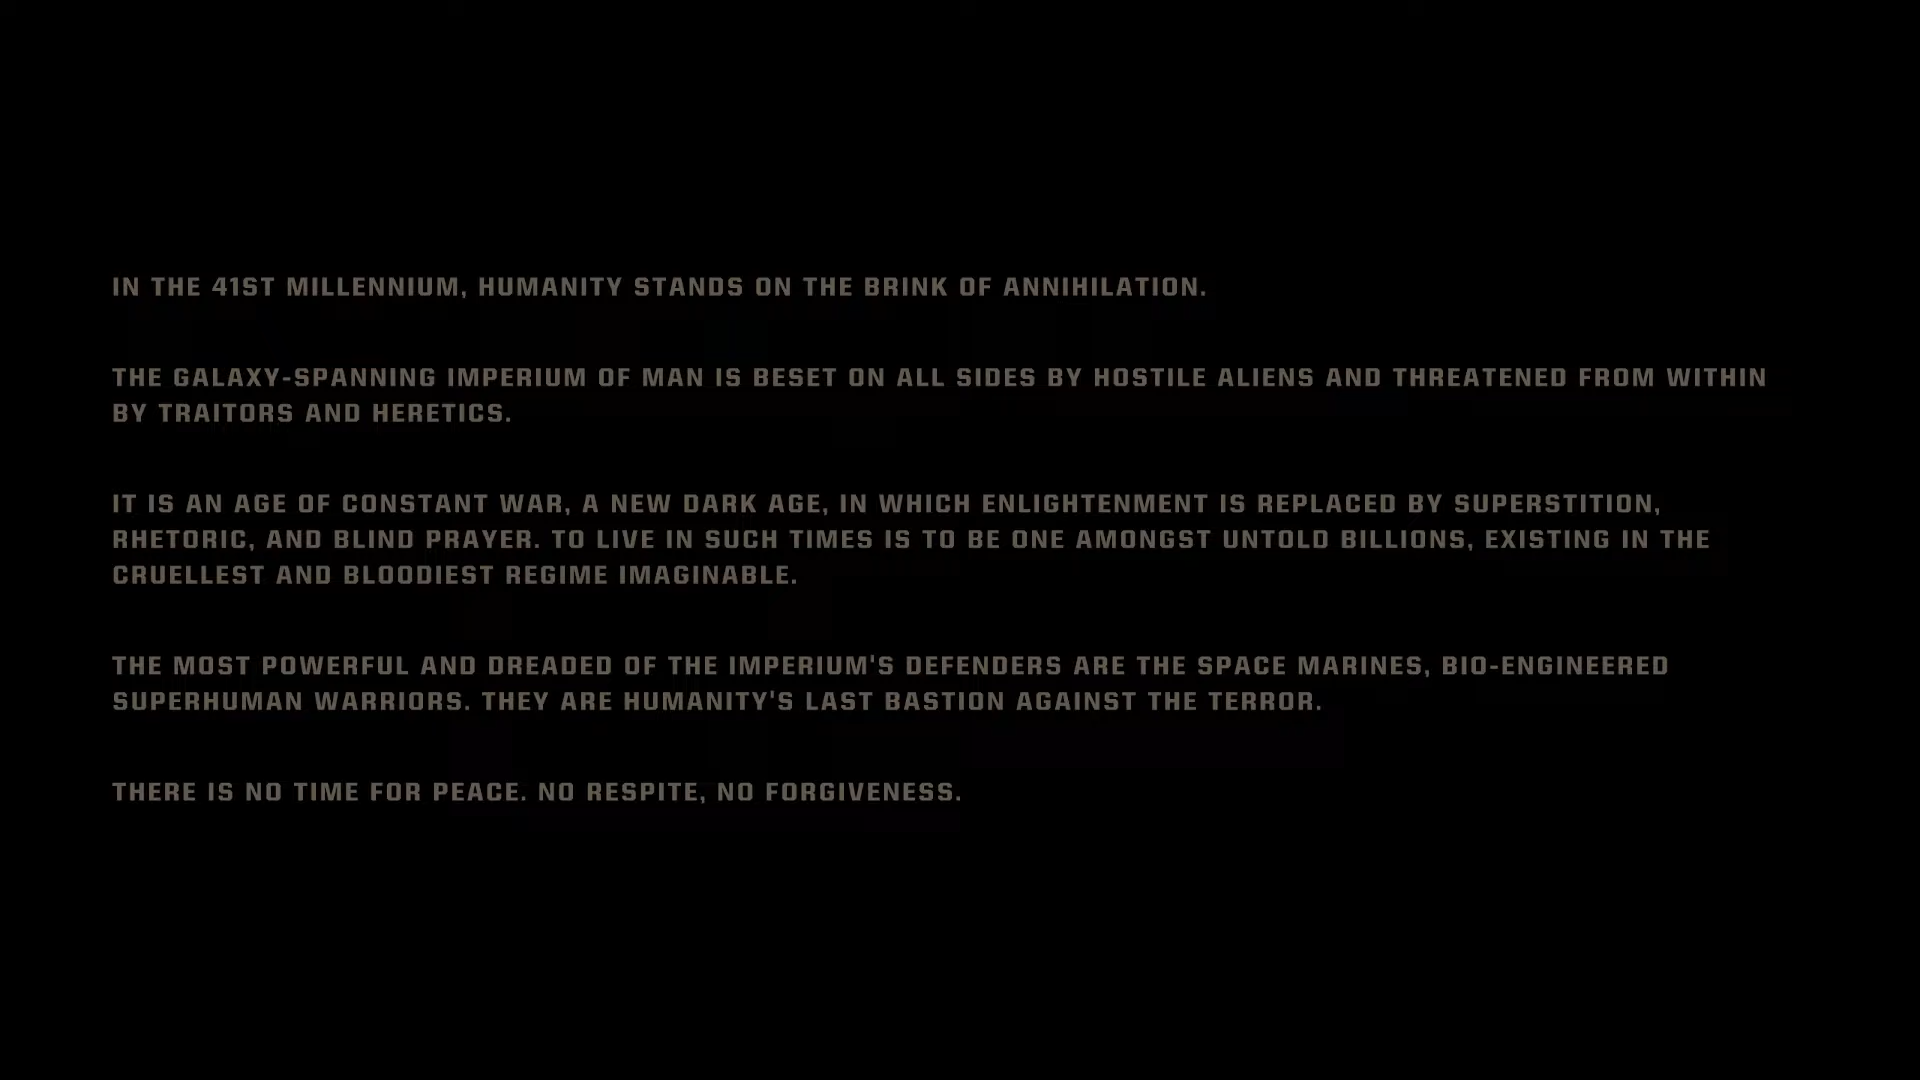 IN THE 41ST MILLENNIUM, HUMANITY STANDS ON THE BRINK OF ANNIHILATION.
THE GALAXY-SPANNING IMPERIUM OF MAN IS BESET ON ALL SIDES BY HOSTILE ALIENS AND THREATENED FROM WITHIN
BY TRAITORS AND HERETICS.
IT IS AN AGE OF CONSTANT WAR, A NEW DARK AGE, IN WHICH ENLIGHTENMENT IS REPLACED BY SUPERSTITION,
RHETORIC, AND BLIND PRAYER. TO LIVE IN SUCH TIMES IS TO BE ONE AMONGST UNTOLD BILLIONS, EXISTING IN THE
CRUELLEST AND BLOODIEST REGIME IMAGINABLE.
THE MOST POWERFUL AND DREADED OF THE IMPERIUM'S DEFENDERS ARE THE SPACE MARINES, BIO-ENGINEERED
SUPERHUMAN WARRIORS. THEY ARE HUMANITY'S LAST BASTION AGAINST THE TERROR.
THERE IS NO TIME FOR PEACE. NO RESPITE, NO FORGIVENESS.